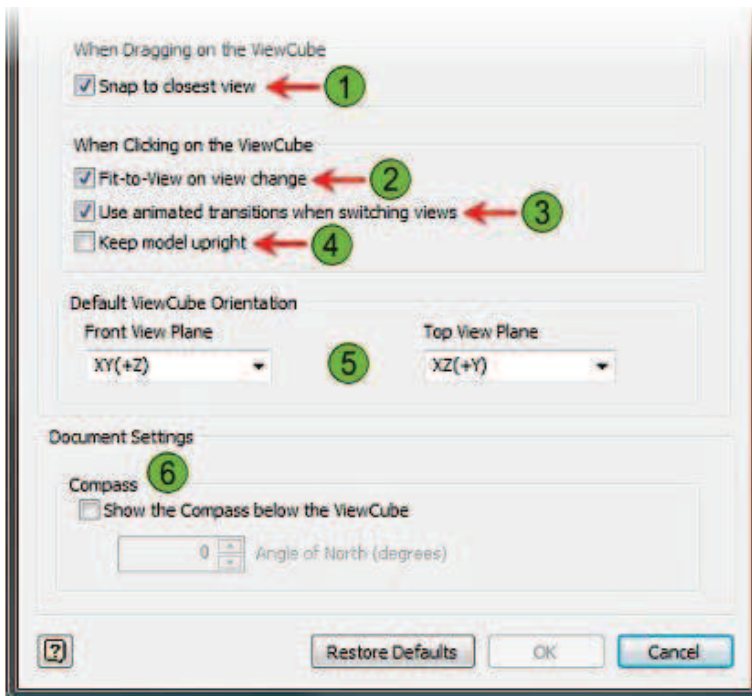 When Dragging on the ViewCube
Snap to closest view 1
When Clicking on the ViewCube
Fit-to-View on view change 2
Use animated transitions when switching views 3
Keep model upright 4
Default ViewCube Orientation
Front View Plane Top View Plane
XY(+Z) 5 XZ(+Y)
Document Settings
6
Compass
Show the Compass below the ViewCube
0 Angle of North (degrees)
? Restore Defaults OK Cancel